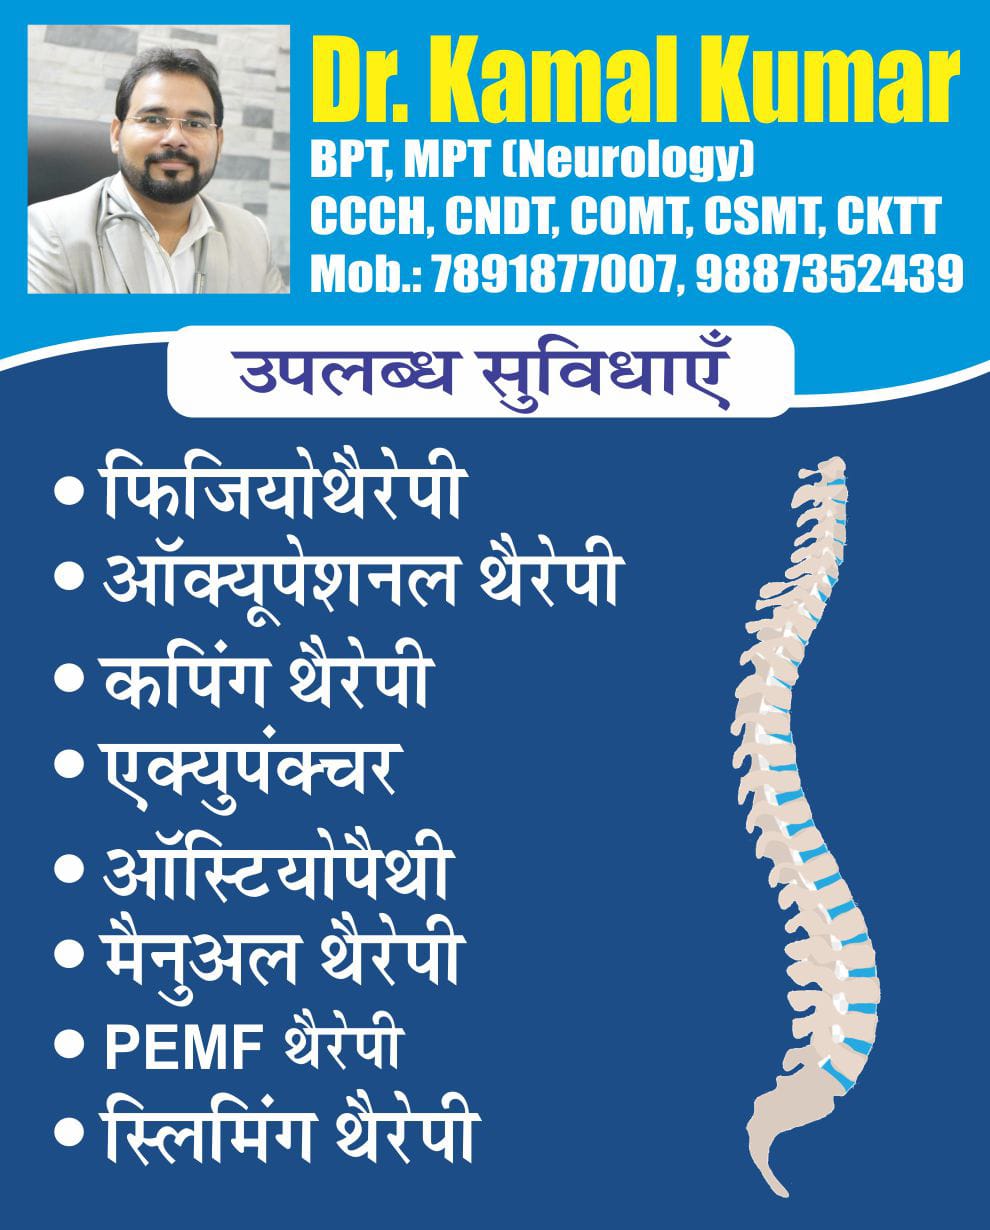 Dr. Kamal Kumar
BPT, MPT (Neurology)
CCCH, CNDT, COMT, CSMT, CKTT
Mob.: 7891877007, 9887352439
उपलब्ध सुविधाएँ
• फिजियोथैरेपी
• ऑक्यूपेशनल थैरेपी
• कपिंग थैरेपी
• एक्युपंक्चर
• ऑस्टियोपैथी
• मैनुअल थैरेपी
• PEMF थैरेपी
• स्लिमिंग थैरेपी